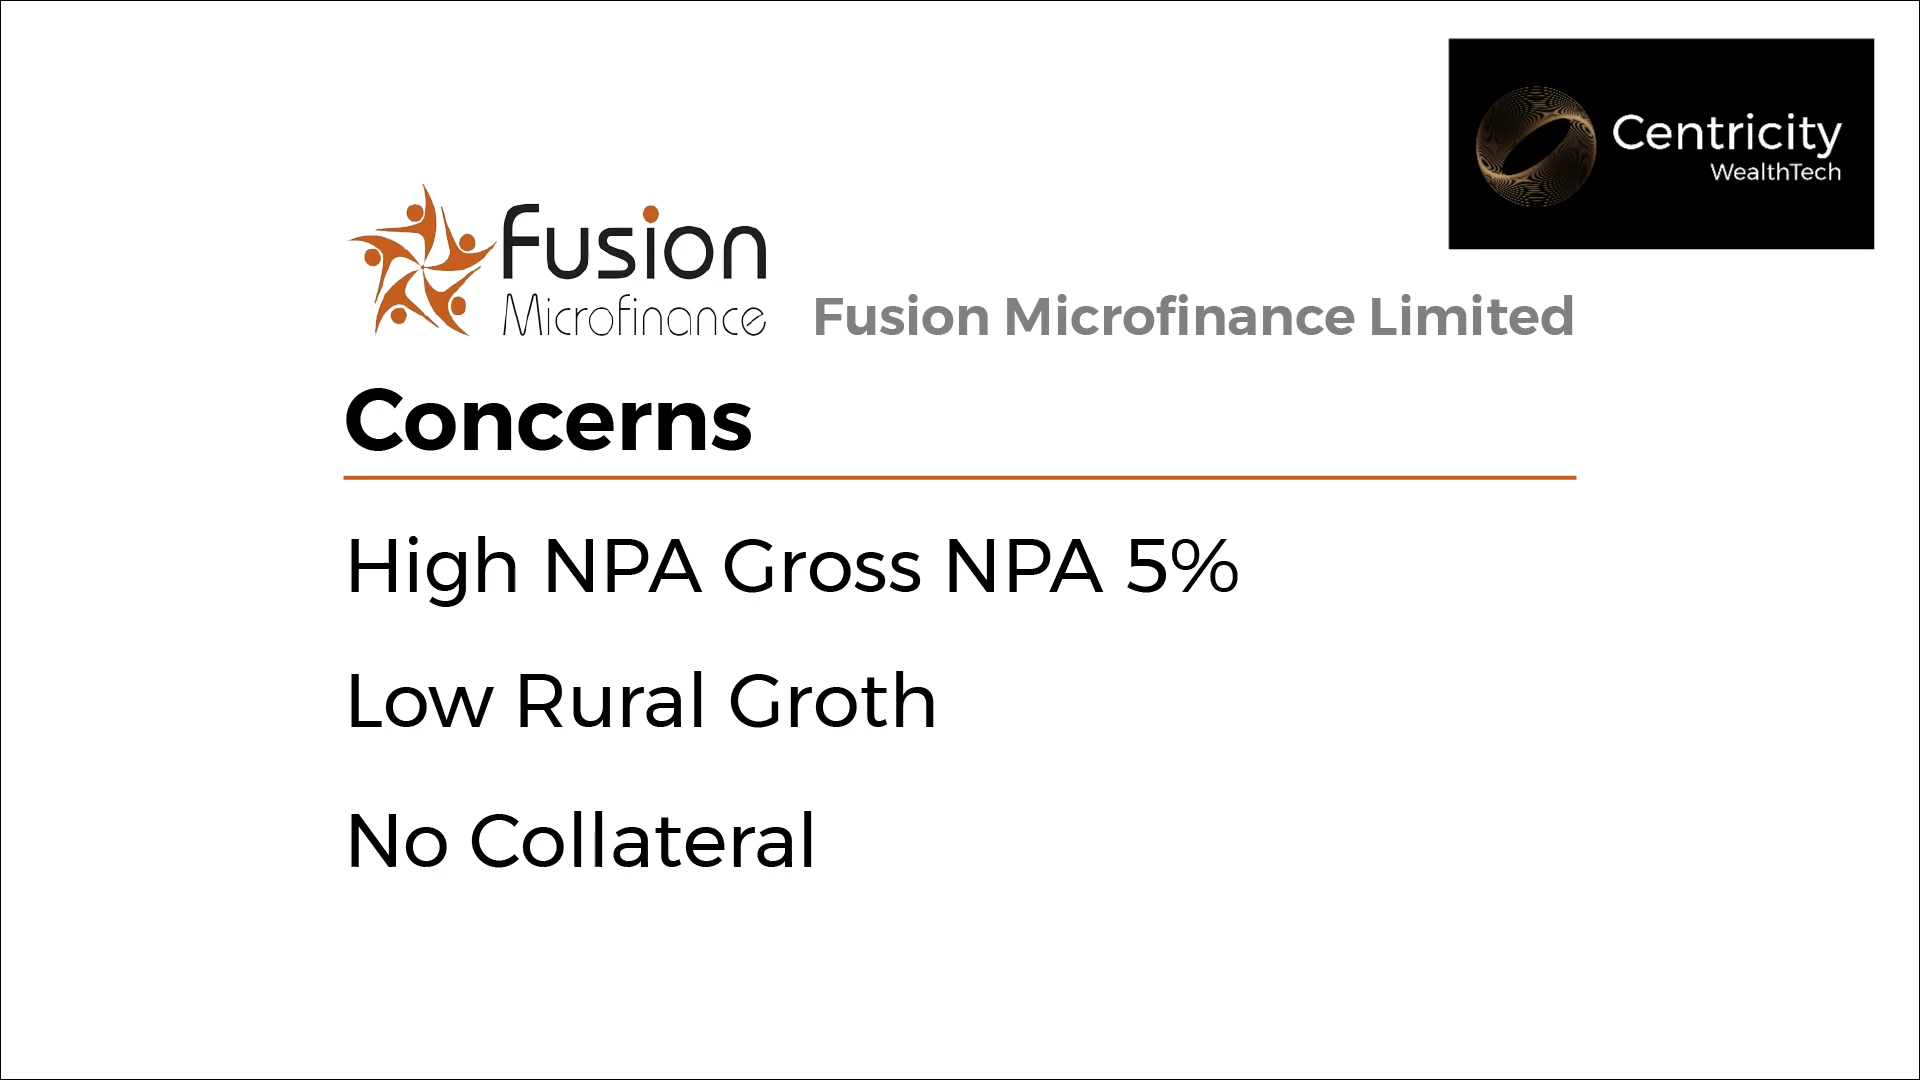 Centricity
WealthTech
Fusion
Microfinance
Fusion Microfinance Limited
Concerns
High NPA Gross NPA 5%
Low Rural Groth
No Collateral